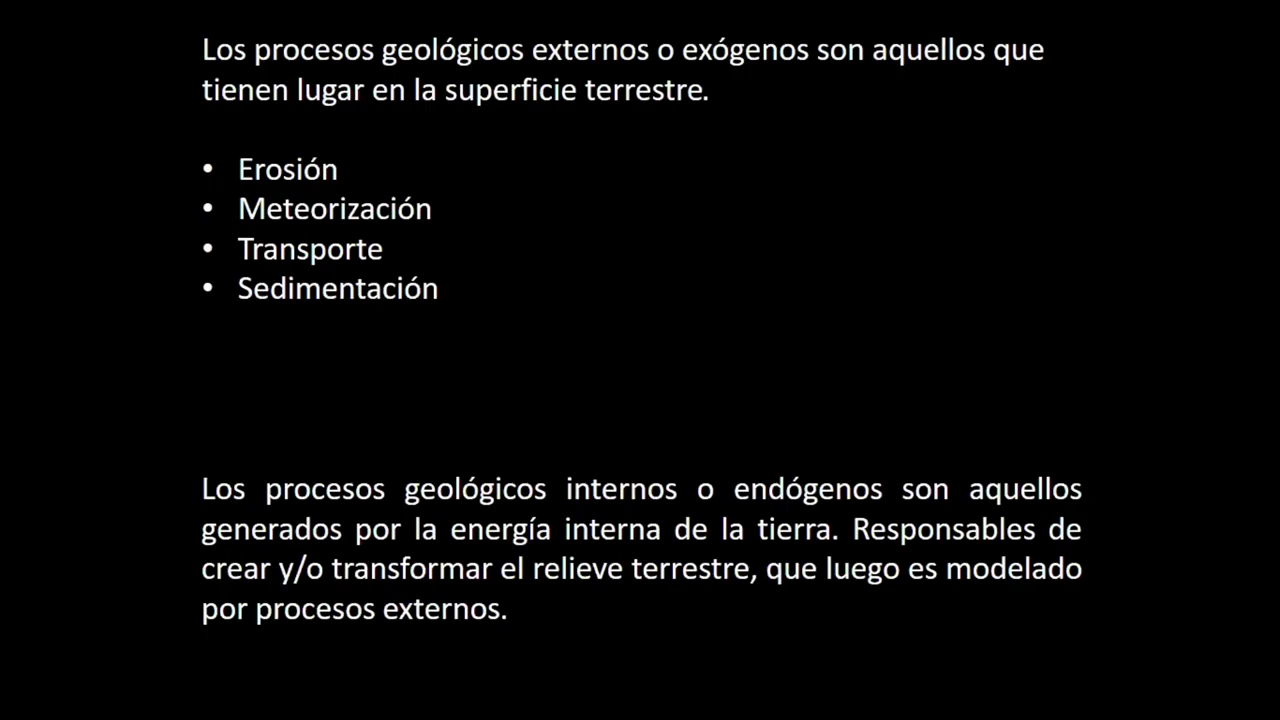 Los procesos geológicos externos o exógenos son aquellos que
tienen lugar en la superficie terrestre.
• Erosión
• Meteorización
• Transporte
• Sedimentación
Los procesos geológicos internos o endógenos son aquellos
generados por la energía interna de la tierra. Responsables de
crear y/o transformar el relieve terrestre, que luego es modelado
por procesos externos.